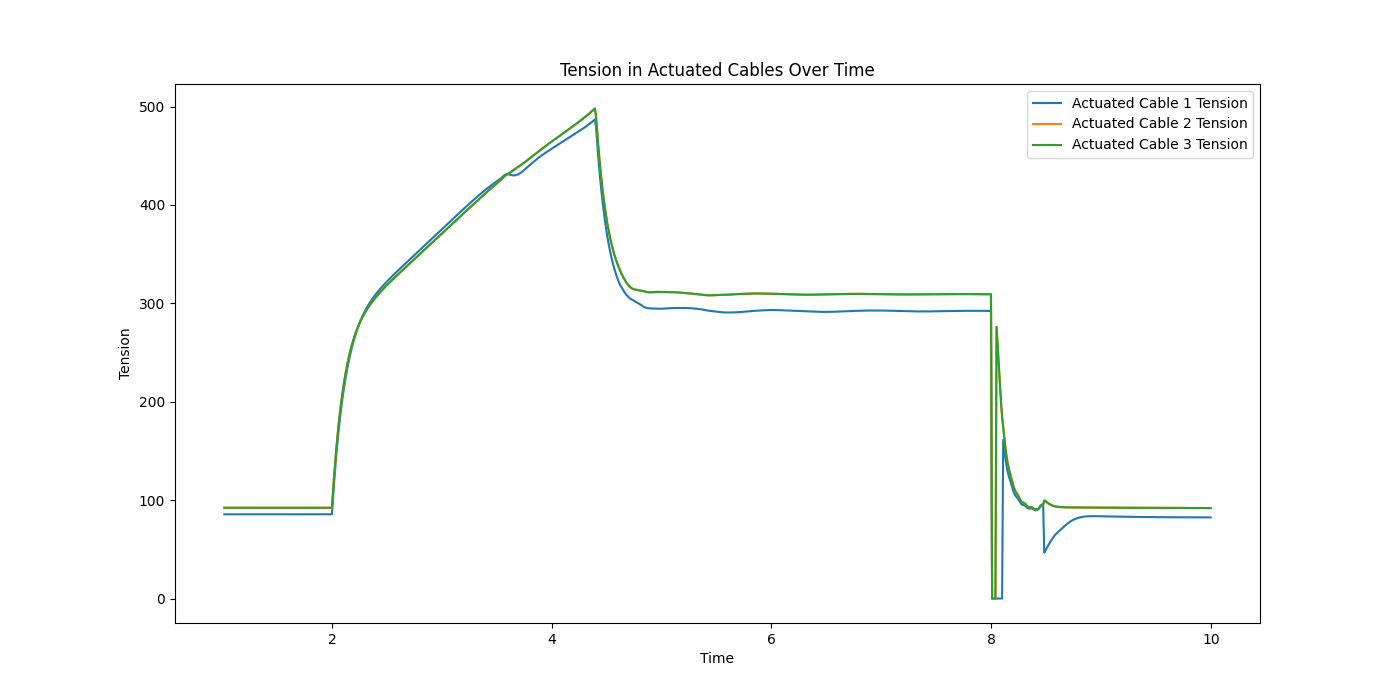 Tension in Actuated Cables Over Time
Actuated Cable 1 Tension
Actuated Cable 2 Tension
Actuated Cable 3 Tension
500
400
300
200
100
0
Tension
2 4 6 8 10
Time